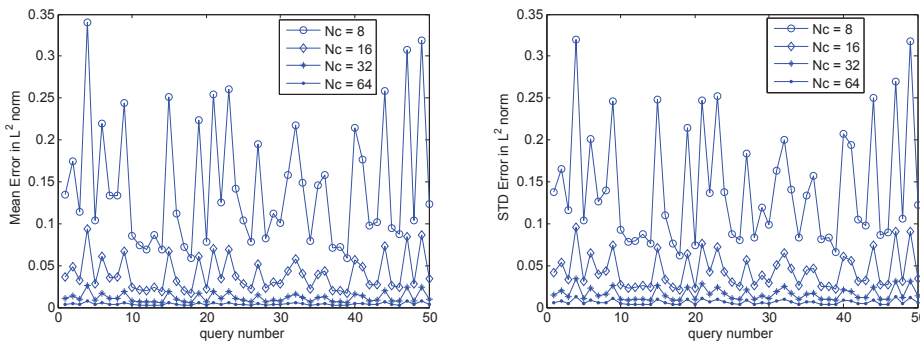 0.35
0.3
0.25
0.2
0.15
0.1
0.05
0
0 10 20 30 40 50
Mean Error in L² norm
query number
Nc = 8
Nc = 16
Nc = 32
Nc = 64
0.35
0.3
0.25
0.2
0.15
0.1
0.05
0
0 10 20 30 40 50
STD Error in L² norm
query number
Nc = 8
Nc = 16
Nc = 32
Nc = 64